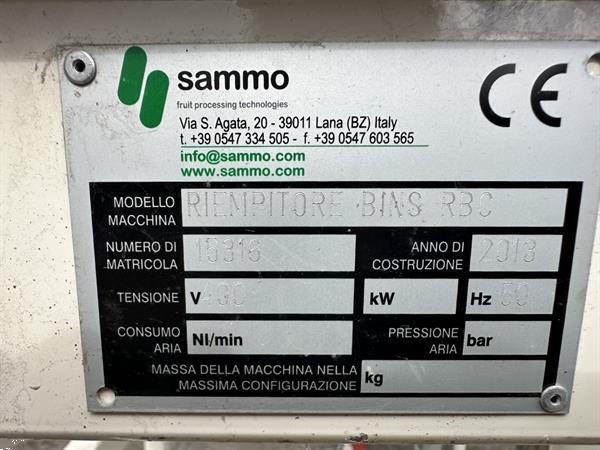 sammo
fruit processing technologies
Via S. Agata, 20 - 39011 Lana (BZ) Italy
t. +39 0547 334 505 - f. +39 0547 603 565
info@sammo.com
www.sammo.com
CE
MODELLO MACCHINA RIEMPITORE BINS RBC
NUMERO DI MATRICOLA 15316 ANNO DI COSTRUZIONE 2013
TENSIONE V 400 kW Hz 50
CONSUMO ARIA Nl/min PRESSIONE ARIA bar
MASSA DELLA MACCHINA NELLA MASSIMA CONFIGURAZIONE kg